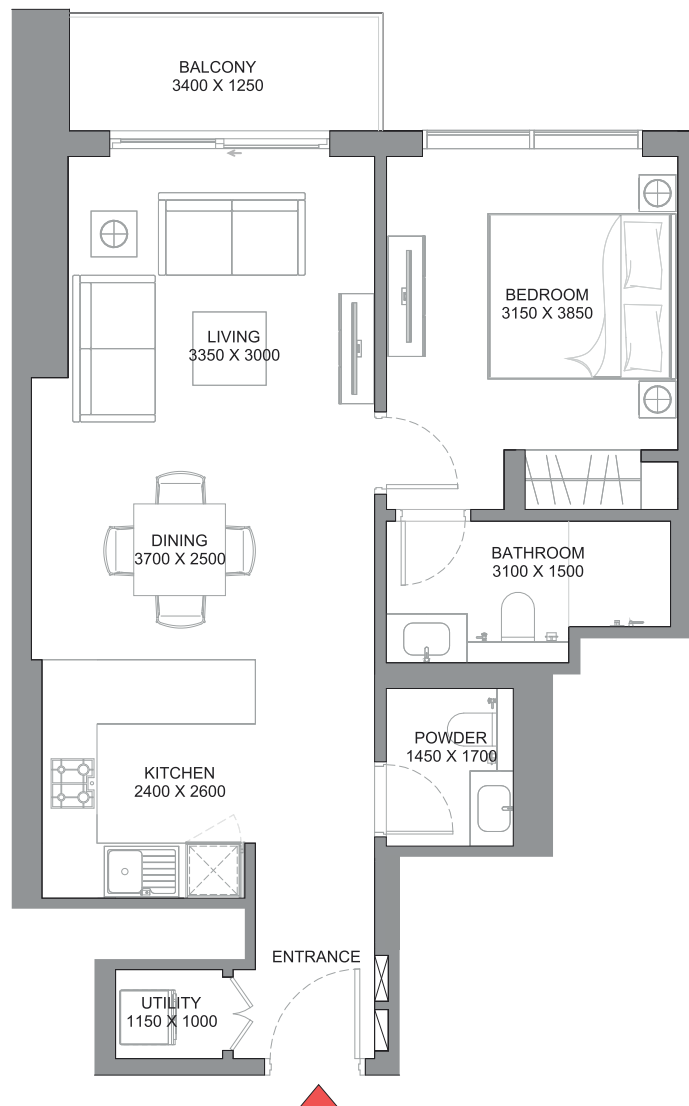 BALCONY
3400 X 1250
BEDROOM
3150 X 3850
LIVING
3350 X 3000
DINING
3700 X 2500
BATHROOM
3100 X 1500
POWDER
1450 X 1700
KITCHEN
2400 X 2600
ENTRANCE
UTILITY
1150 X 1000